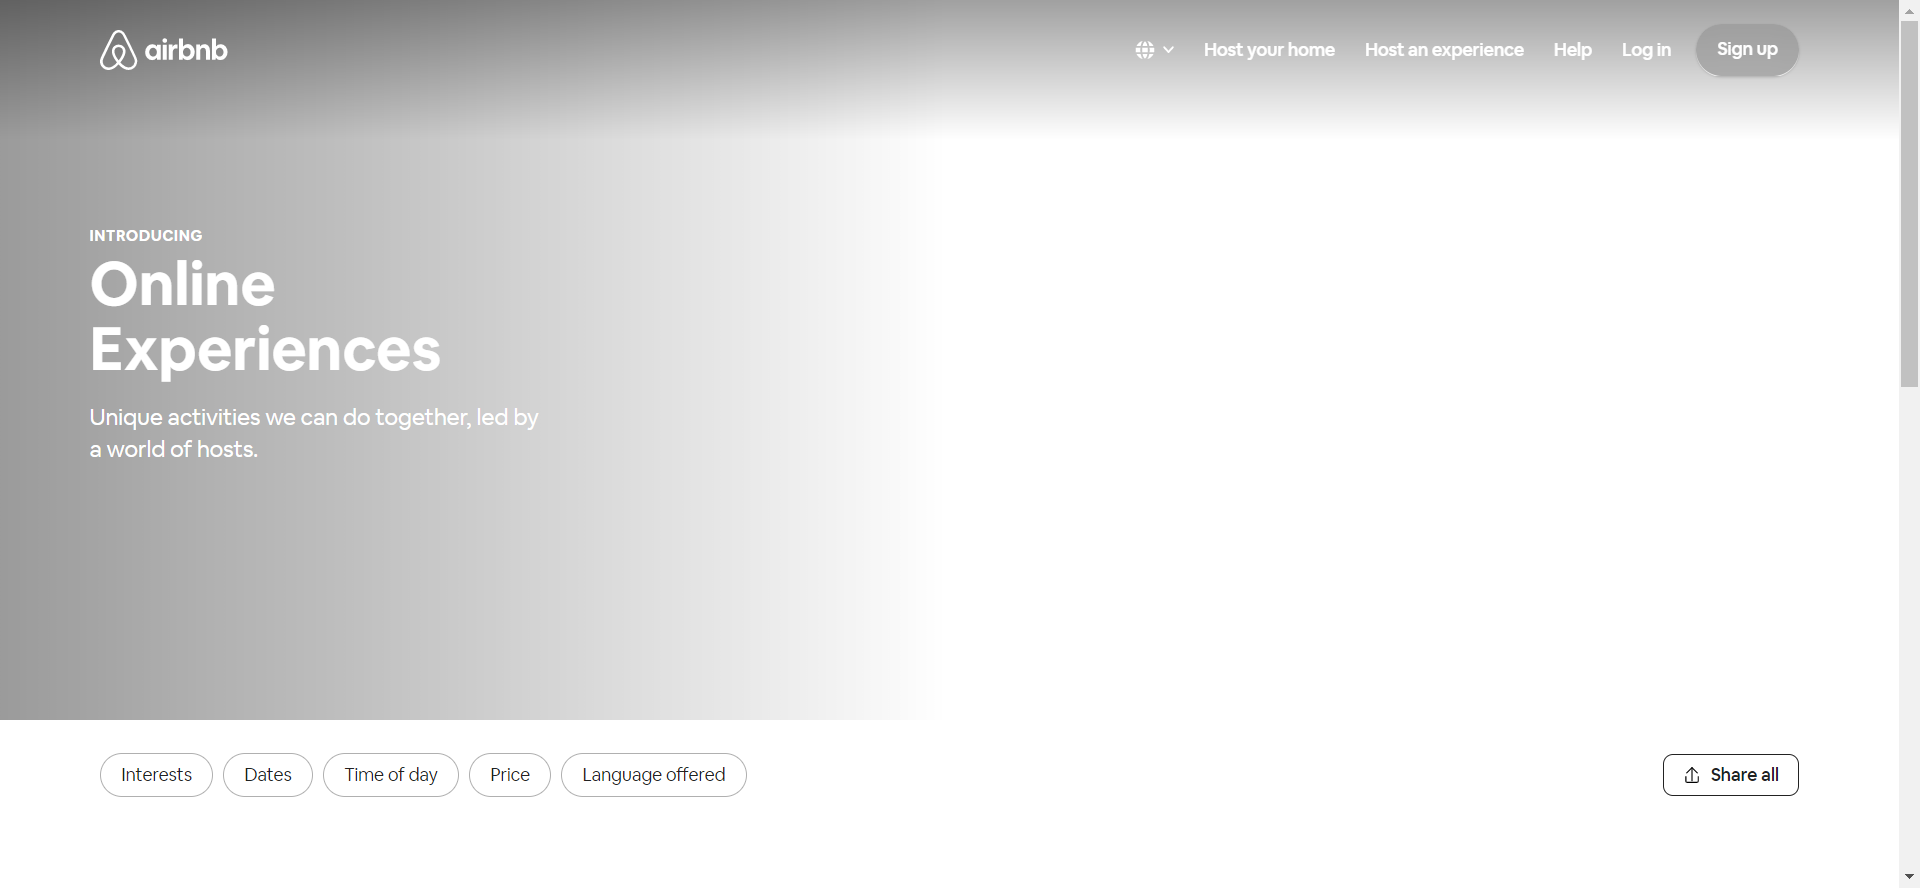 airbnb
Host your home
Host an experience
Help
Log in
Sign up
INTRODUCING
Online
Experiences
Unique activities we can do together, led by
a world of hosts.
Interests
Dates
Time of day
Price
Language offered
Share all